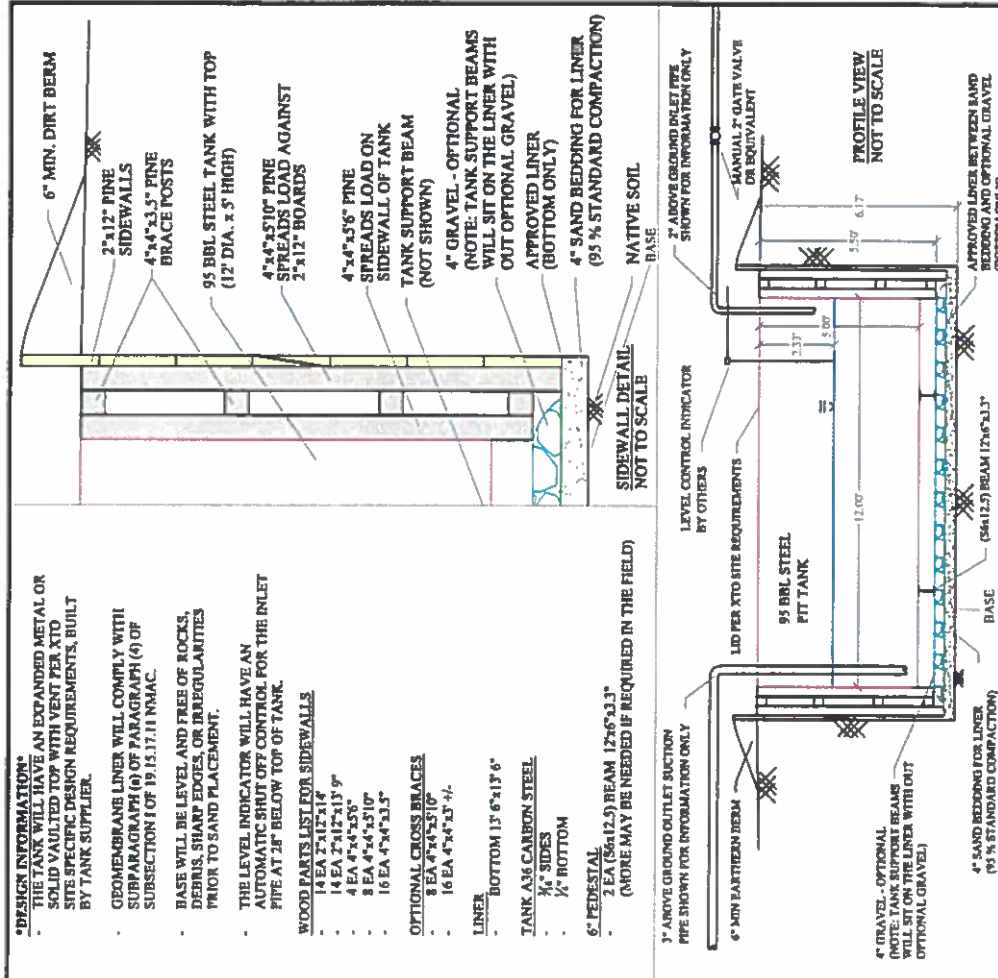 *DESIGN INFORMATION*
- THE TANK WILL HAVE AN EXPANDED METAL OR
SOLID VAULTED TOP WITH VENT PER XTO
SITE SPECIFIC DESIGN REQUIREMENTS, BUILT
BY TANK SUPPLIER.
- GEOMEMBRANE LINER WILL COMPLY WITH
SUBPARAGRAPH (a) OF PARAGRAPH (4) OF
SUBSECTION I OF 19.15.17.11 NMAC.
- BASE WILL BE LEVEL AND FREE OF ROCKS,
DEBRIS, SHARP EDGES, OR IRREGULARITIES
PRIOR TO SAND PLACEMENT.
- THE LEVEL INDICATOR WILL HAVE AN
AUTOMATIC SHUT OFF CONTROL FOR THE INLET
PIPE AT 28" BELOW TOP OF TANK.
WOOD PARTS LIST FOR SIDEWALLS
- 14 EA 2"x12"x14'
- 14 EA 2"x12"x13' 9"
- 4 EA 4"x4"x5'6"
- 8 EA 4"x4"x5'10"
- 16 EA 4"x4"x3.5"
OPTIONAL CROSS BRACES
- 8 EA 4"x4"x5'10"
- 16 EA 4"x4"x3' +/-
LINER
- BOTTOM 13' 6"x13' 6"
TANK A36 CARBON STEEL
- 3/16" SIDES
- 1/4" BOTTOM
6" PEDESTAL
- 2 EA (S6x12.5) BEAM 12'x6"x3.3"
(MORE MAY BE NEEDED IF REQUIRED IN THE FIELD)
6" MIN. DIRT BERM
2"x12" PINE
SIDEWALLS
4"x4"x3.5" PINE
BRACE POSTS
95 BBL STEEL TANK WITH TOP
(12' DIA. x 5' HIGH)
4"x4"x5'10" PINE
SPREADS LOAD AGAINST
2"x12" BOARDS
4"x4"x5'6" PINE
SPREADS LOAD ON
SIDEWALL OF TANK
TANK SUPPORT BEAM
(NOT SHOWN)
4" GRAVEL - OPTIONAL
(NOTE: TANK SUPPORT BEAMS
WILL SIT ON THE LINER WITH
OUT OPTIONAL GRAVEL)
APPROVED LINER
(BOTTOM ONLY)
4" SAND BEDDING FOR LINER
(95 % STANDARD COMPACTION)
NATIVE SOIL
BASE
SIDEWALL DETAIL
NOT TO SCALE
3" ABOVE GROUND OUTLET SUCTION
PIPE SHOWN FOR INFORMATION ONLY
6" MIN EARTHEN BERM
LEVEL CONTROL INDICATOR
BY OTHERS
LID PER XTO SITE REQUIREMENTS
95 BBL STEEL
PIT TANK
12.00'
2.33'
5.00'
5.50'
6.17'
2" ABOVE GROUND INLET PIPE
SHOWN FOR INFORMATION ONLY
MANUAL 2" GATE VALVE
OR EQUIVALENT
PROFILE VIEW
NOT TO SCALE
4" GRAVEL - OPTIONAL
(NOTE: TANK SUPPORT BEAMS
WILL SIT ON THE LINER WITH OUT
OPTIONAL GRAVEL)
4" SAND BEDDING FOR LINER
(95 % STANDARD COMPACTION)
BASE
(S6x12.5) BEAM 12'x6"x3.3"
APPROVED LINER BETWEEN SAND
BEDDING AND OPTIONAL GRAVEL